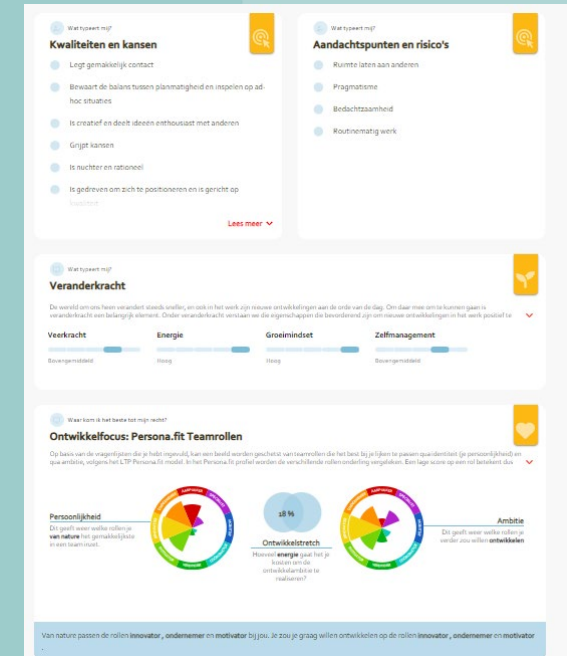 Wat typeert mij?
Kwaliteiten en kansen
Legt gemakkelijk contact
Bewaart de balans tussen planmatigheid en inspelen op ad-
hoc situaties
Is creatief en deelt ideeën enthousiast met anderen
Grijpt kansen
Is nuchter en rationeel
Is gedreven om zich te positioneren en is gericht op
kwaliteit
Lees meer
Wat typeert mij?
Aandachtspunten en risico's
Ruimte laten aan anderen
Pragmatisme
Bedachtzaamheid
Routinematig werk
Wat typeert mij?
Veranderkracht
De wereld om ons heen verandert steeds sneller, en ook in het werk zijn nieuwe ontwikkelingen aan de orde van de dag. Om daar mee om te kunnen gaan is
veranderkracht een belangrijk element. Onder veranderkracht verstaan we die eigenschappen die bevorderend zijn om nieuwe ontwikkelingen in het werk positief te
Veerkracht
Energie
Groeimindset
Zelfmanagement
Bovengemiddeld
Hoog
Hoog
Bovengemiddeld
Waar kom ik het beste tot mijn recht?
Ontwikkelfocus: Persona.fit Teamrollen
Op basis van de vragenlijsten die je hebt ingevuld, kan een beeld worden geschetst van teamrollen die het best bij je lijken te passen qua identiteit (je persoonlijkheid) en
qua ambitie, volgens het LTP Persona.fit model. In het Persona.fit profiel worden de verschillende rollen onderling vergeleken. Een lage score op een rol betekent dus
Persoonlijkheid
Dit geeft weer welke rollen je
van nature het gemakkelijkste
in een team inzet.
18 %
Ontwikkelstretch
Hoeveel energie gaat het je
kosten om de
ontwikkelambitie te
realiseren?
Ambitie
Dit geeft weer welke rollen je
verder zou willen ontwikkelen
Van nature passen de rollen innovator, ondernemer en motivator bij jou. Je zou je graag willen ontwikkelen op de rollen innovator, ondernemer en motivator
.